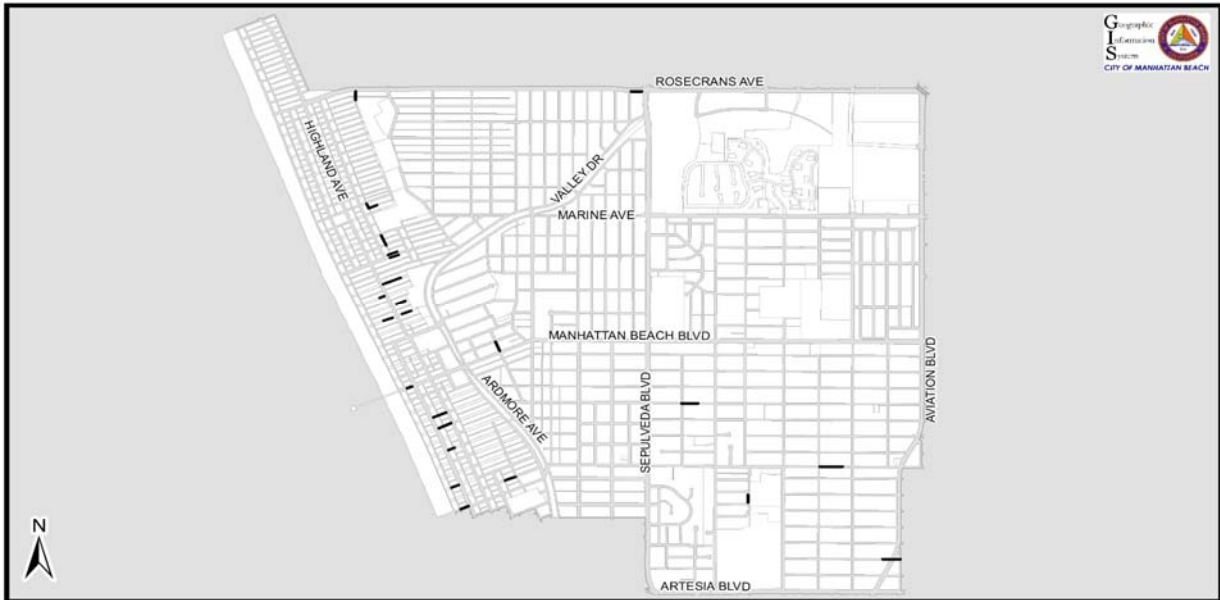 Geographic
Information
System
CITY OF MANHATTAN BEACH
ROSECRANS AVE
HIGHLAND AVE
VALLEY DR
MARINE AVE
MANHATTAN BEACH BLVD
ARDMORE AVE
SEPULVEDA BLVD
AVIATION BLVD
ARTESIA BLVD
N